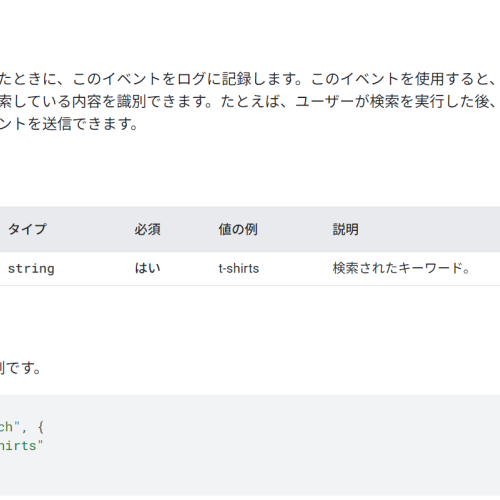 たときに、このイベントをログに記録します。このイベントを使用すると、
索している内容を識別できます。たとえば、ユーザーが検索を実行した後、
ントを送信できます。
タイプ 必須 値の例 説明
string はい t-shirts 検索されたキーワード。
です。
ch", {
hirts"